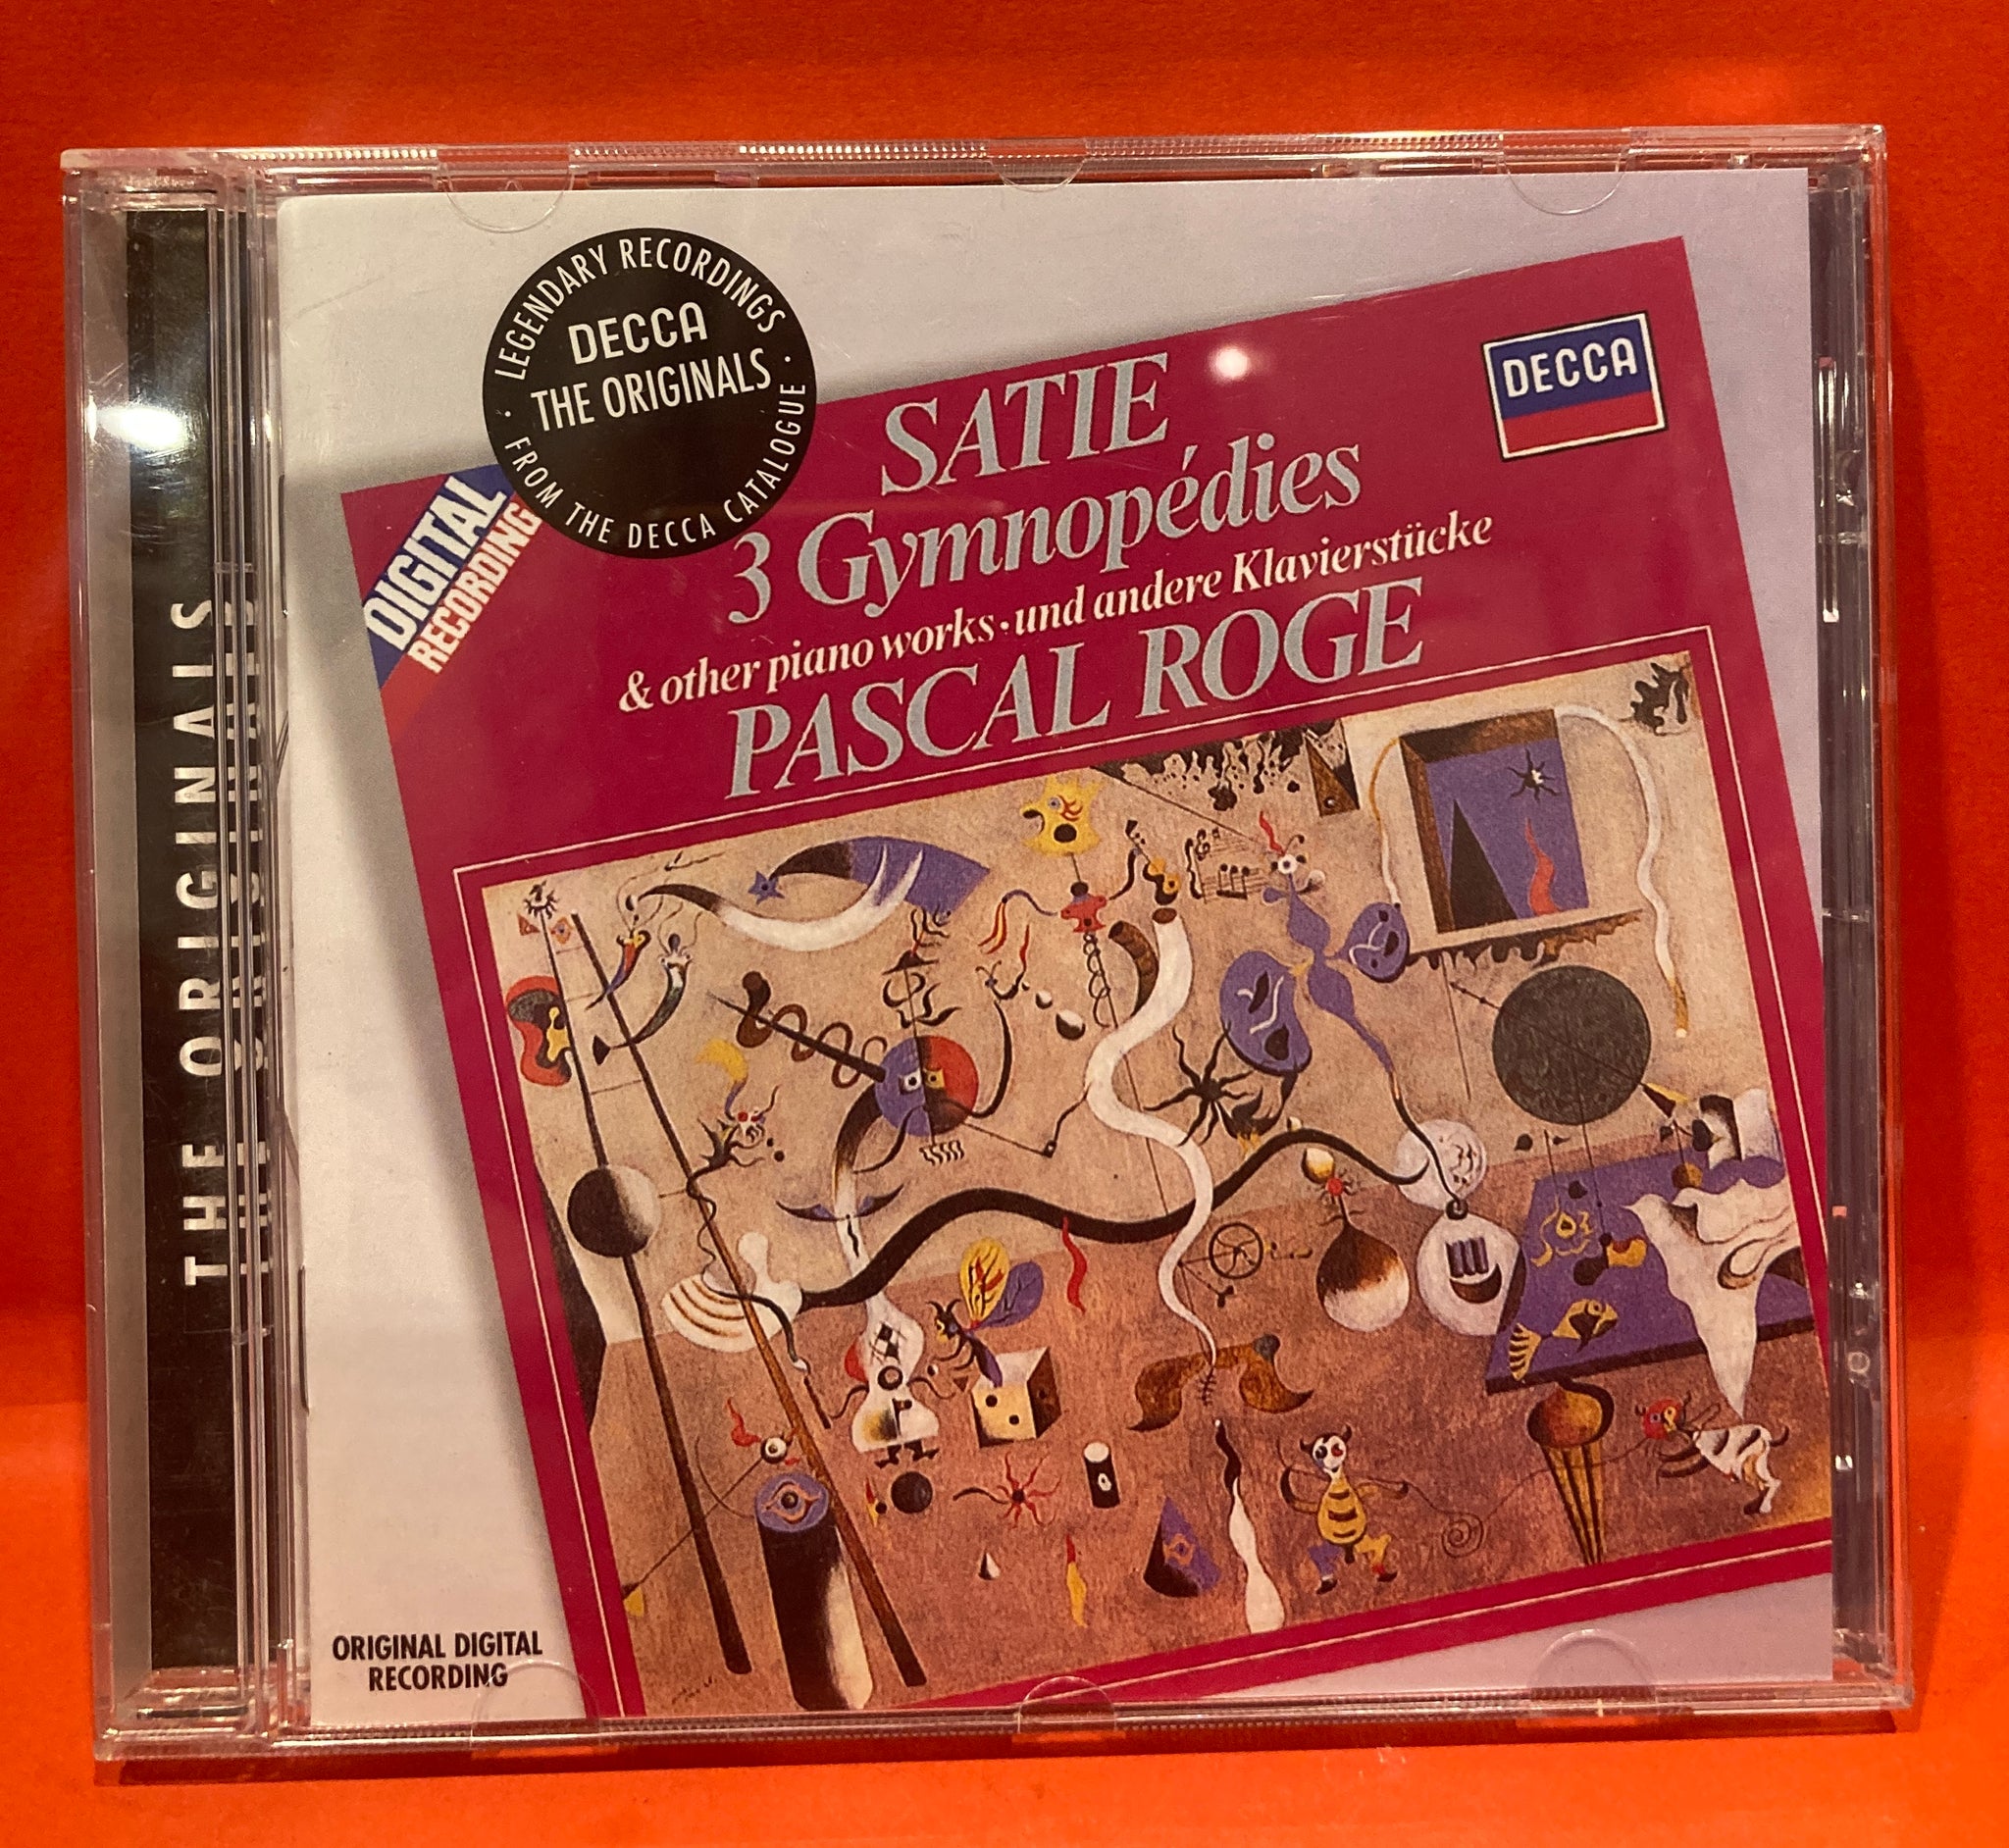 THE ORIGINALS
LEGENDARY RECORDINGS
DECCA
THE ORIGINALS
FROM THE DECCA CATALOGUE
DIGITAL
RECORDING
DECCA
SATIE
3 Gymnopédies
& other piano works · und andere Klavierstücke
PASCAL ROGE
ORIGINAL DIGITAL
RECORDING